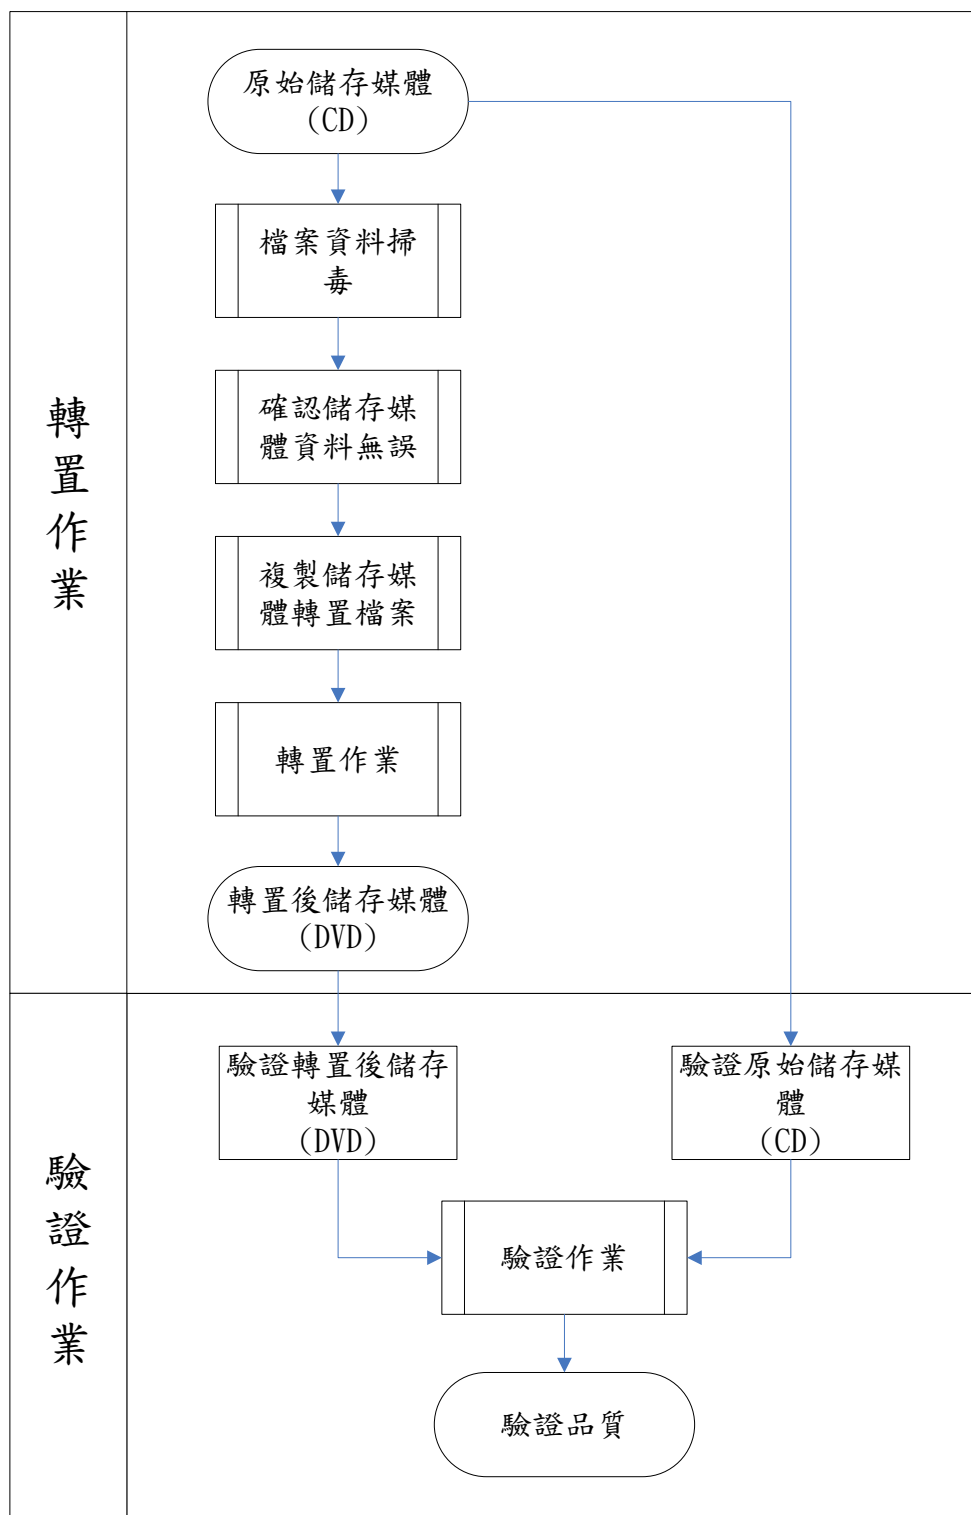 轉置作業
原始儲存媒體
(CD)
檔案資料掃
毒
確認儲存媒
體資料無誤
複製儲存媒
體轉置檔案
轉置作業
轉置後儲存媒體
(DVD)
驗證作業
驗證轉置後儲存
媒體
(DVD)
驗證原始儲存媒
體
(CD)
驗證作業
驗證品質